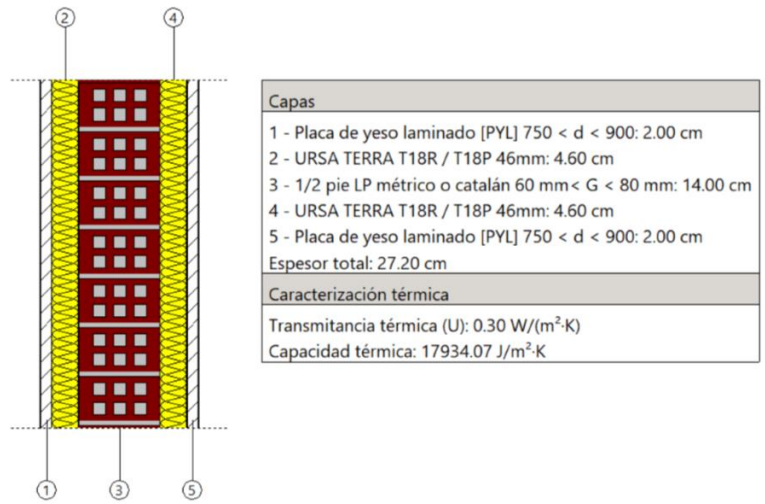 2
4
Capas
1 - Placa de yeso laminado [PYL] 750 < d < 900: 2.00 cm
2 - URSA TERRA T18R / T18P 46mm: 4.60 cm
3 - 1/2 pie LP métrico o catalán 60 mm< G < 80 mm: 14.00 cm
4 - URSA TERRA T18R / T18P 46mm: 4.60 cm
5 - Placa de yeso laminado [PYL] 750 < d < 900: 2.00 cm
Espesor total: 27.20 cm
Caracterización térmica
Transmitancia térmica (U): 0.30 W/(m²·K)
Capacidad térmica: 17934.07 J/m²·K
1
3
5